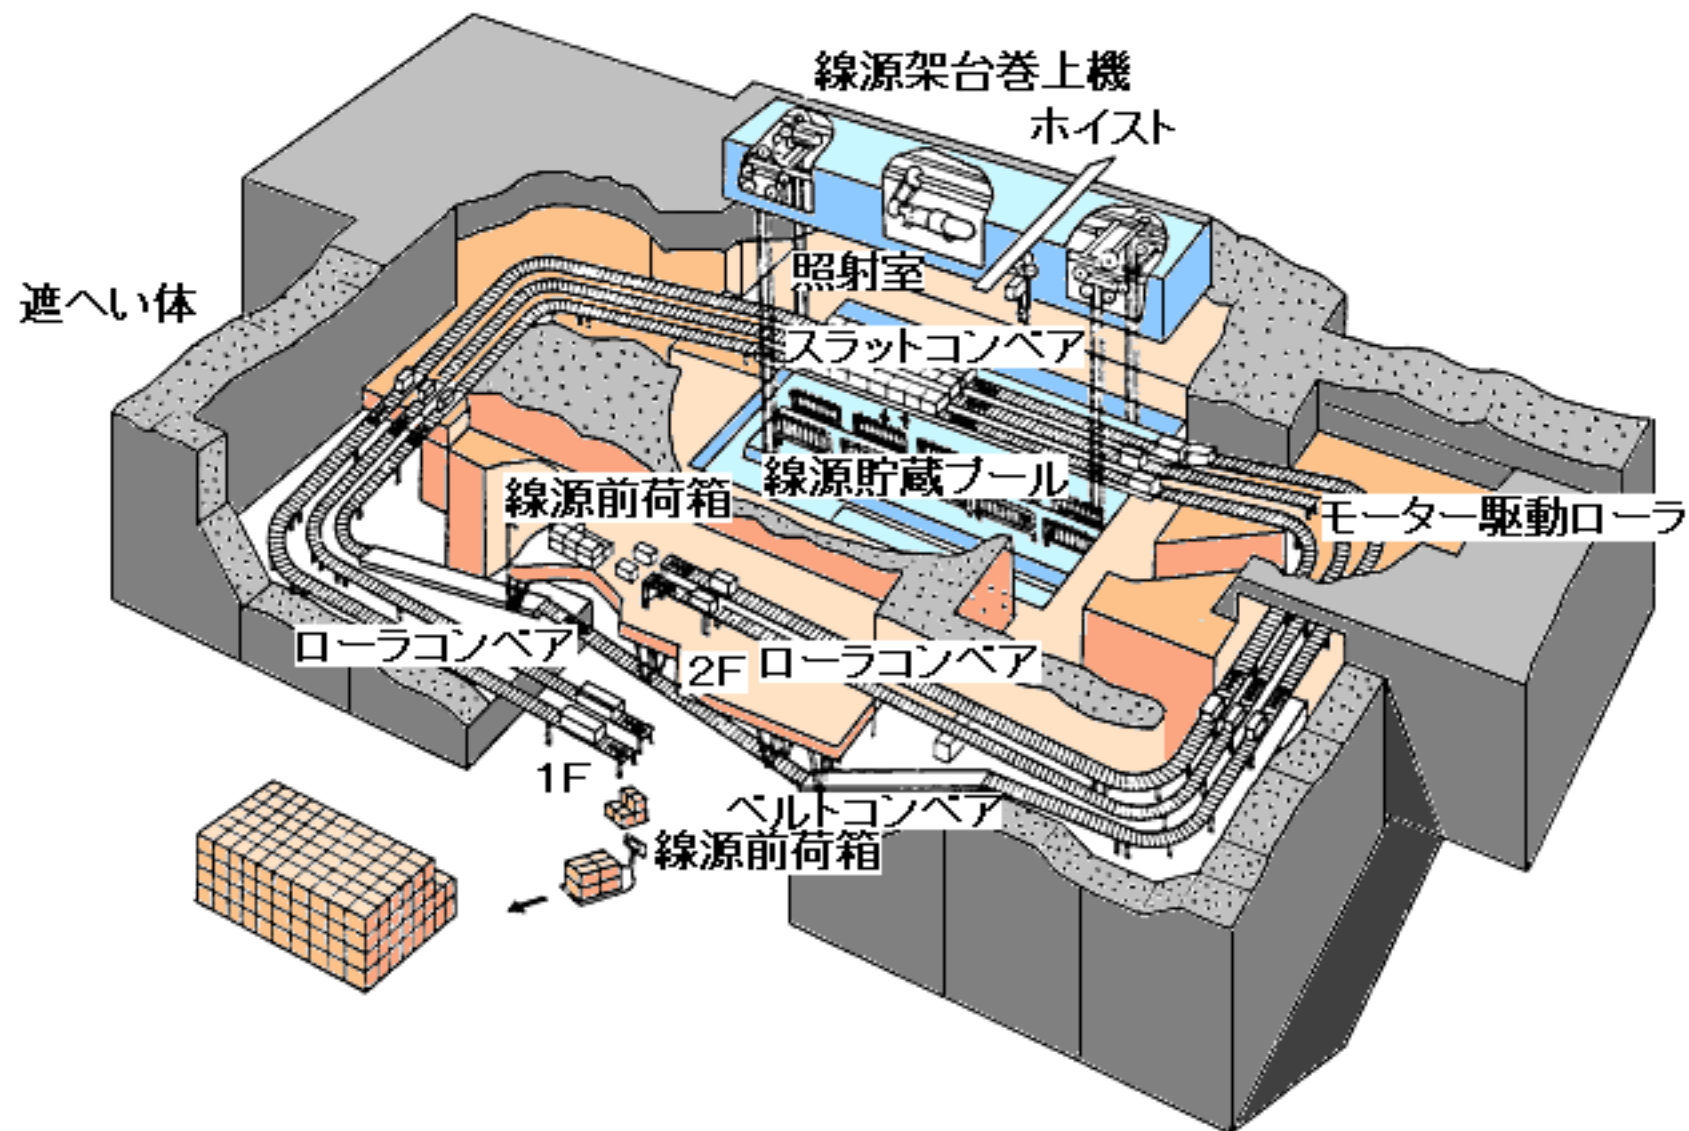 線源架台巻上機
ホイスト
照射室
遮へい体
スラットコンベア
線源貯蔵プール
線源前荷箱
モーター駆動ローラ
ローラコンベア
2F
ローラコンベア
1F
ベルトコンベア
線源前荷箱